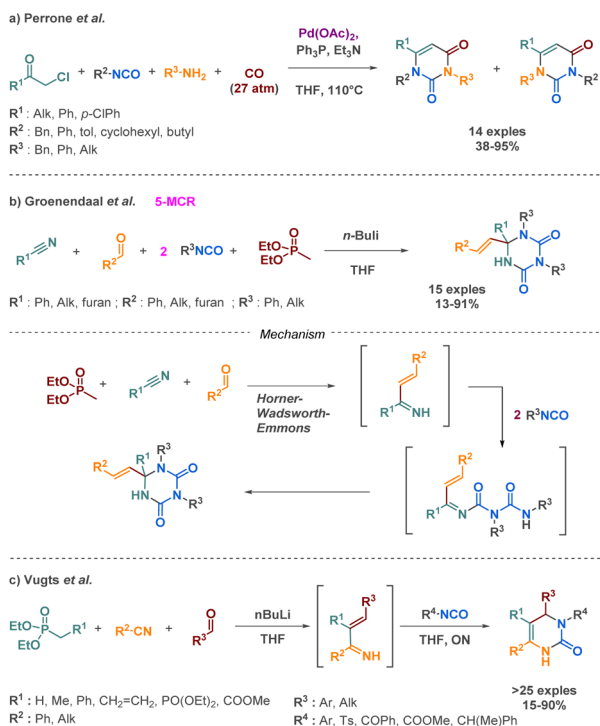 a) Perrone et al.
R1 O Cl + R2-NCO + R3-NH2 + CO (27 atm)
Pd(OAc)2,
Ph3P, Et3N
THF, 110°C
R1 O R2 N N R3 O + R1 O R3 N N R2 O
R1 : Alk, Ph, p-ClPh
R2 : Bn, Ph, tol, cyclohexyl, butyl
R3 : Bn, Ph, Alk
14 exples
38-95%
b) Groenendaal et al. 5-MCR
R1 N + O R2 + 2 R3NCO + EtO O P EtO
n-Buli
THF
R3 R1 N O R2 HN N R3 O
R1 : Ph, Alk, furan ; R2 : Ph, Alk, furan ; R3 : Ph, Alk
15 exples
13-91%
Mechanism
EtO O P EtO + R1 N + O R2
Horner-
Wadsworth-
Emmons
R2 R1 NH
2 R3NCO
R3 R1 N O R2 HN N R3 O
R2 O O R3 R1 N N N H R3
c) Vugts et al.
EtO O P EtO R1 + R2-CN + O R3
nBuLi
THF
R3 R1 R2 NH
R4-NCO
THF, ON
R3 R1 N R4 R2 N H O
R1 : H, Me, Ph, CH2=CH2, PO(OEt)2, COOMe
R2 : Ph, Alk
R3 : Ar, Alk
R4 : Ar, Ts, COPh, COOMe, CH(Me)Ph
>25 exples
15-90%